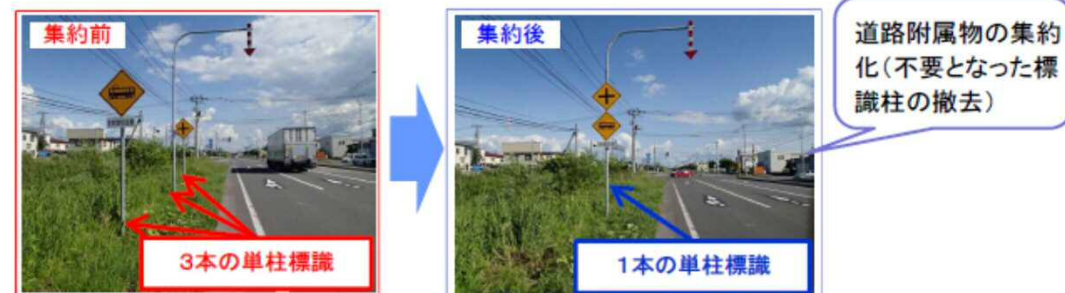 集約前
3本の単柱標識
集約後
1本の単柱標識
道路附属物の集約
化(不要となった標
識柱の撤去)